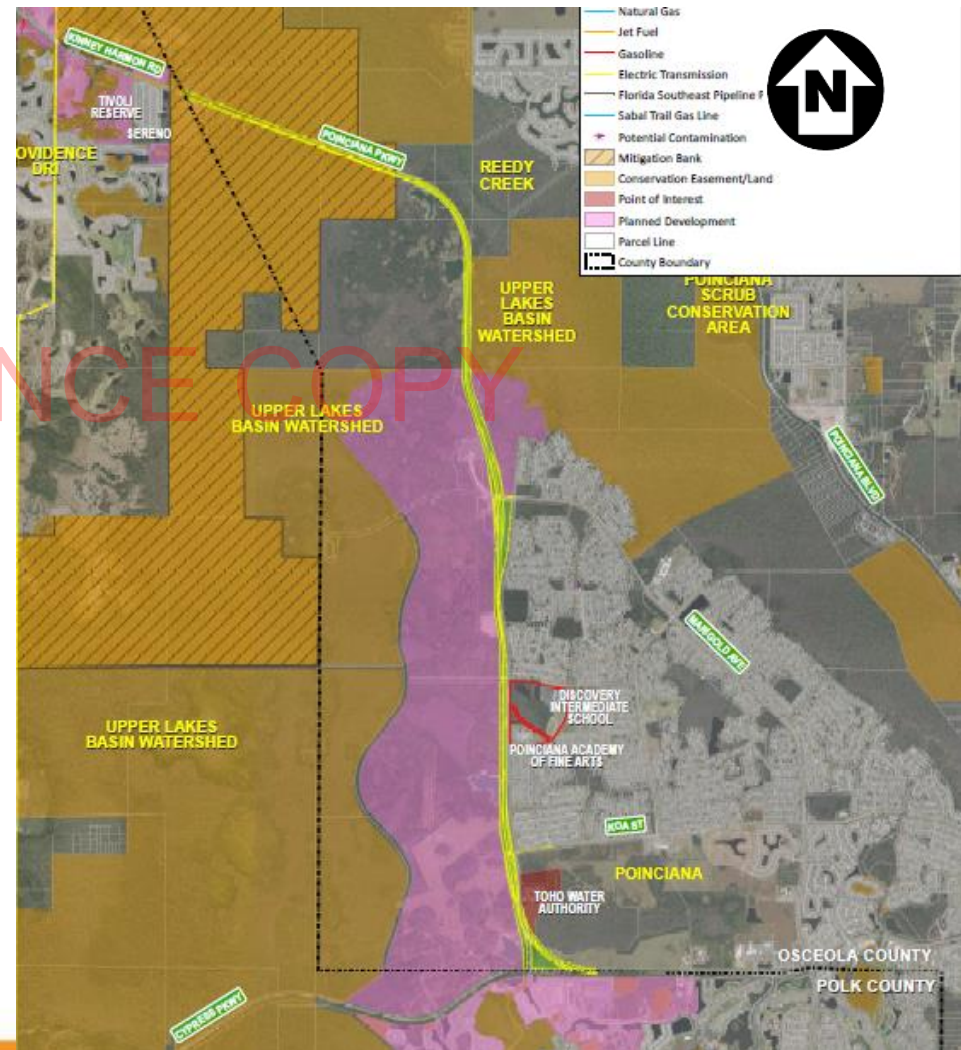 Natural Gas
Jet Fuel
Gasoline
Electric Transmission
Florida Southeast Pipeline P
Sabal Trail Gas Line
Potential Contamination
Mitigation Bank
Conservation Easement/Land
Point of Interest
Planned Development
Parcel Line
County Boundary
N
KINNEY HARMON RD
TIVOLI
RESERVE
SERENO
OVIDENCE
DRI
POINCIANA PKWY
REEDY
CREEK
UPPER
LAKES
BASIN
WATERSHED
POINCIANA
SCRUB
CONSERVATION
AREA
NCE COPY
UPPER LAKES
BASIN WATERSHED
POINCIANA BLVD
MARIGOLD AVE
DISCOVERY
INTERMEDIATE
SCHOOL
POINCIANA ACADEMY
OF FINE ARTS
UPPER LAKES
BASIN WATERSHED
KOA ST
POINCIANA
TOHO WATER
AUTHORITY
OSCEOLA COUNTY
POLK COUNTY
CYPRESS PKWY